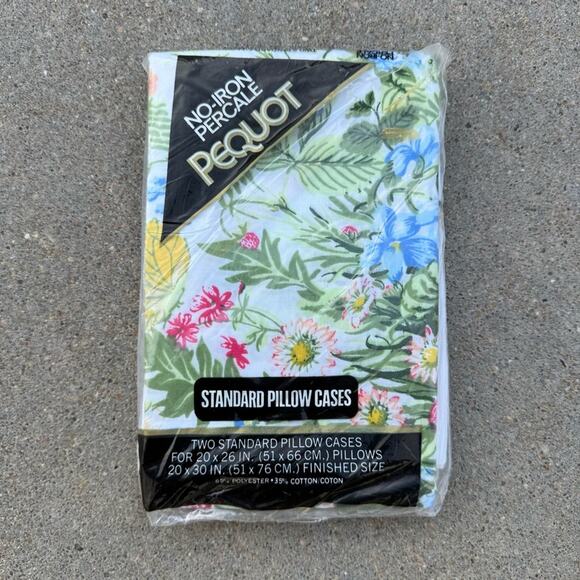 NO-IRON
PERCALE
PEQUOT
STANDARD PILLOW CASES
TWO STANDARD PILLOW CASES
FOR 20 x 26 IN. (51 x 66 CM.) PILLOWS
20 x 30 IN. (51 x 76 CM.) FINISHED SIZE
POLYESTER • 35% COTTON/COTON